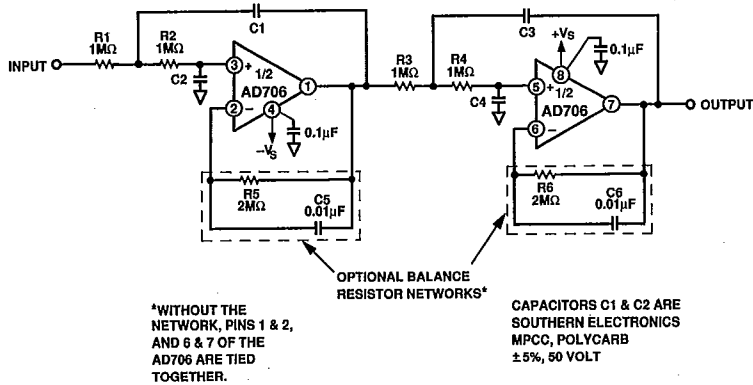 C1
R1
1MΩ
R2
1MΩ
INPUT
C2
3
+
1/2
AD706
1
2
−
4
0.1µF
−VS
R5
2MΩ
C5
0.01µF
R3
1MΩ
R4
1MΩ
C3
+VS
0.1µF
8
C4
5
+
1/2
AD706
7
OUTPUT
6
−
R6
2MΩ
C6
0.01µF
OPTIONAL BALANCE
RESISTOR NETWORKS*
*WITHOUT THE
NETWORK, PINS 1 & 2,
AND 6 & 7 OF THE
AD706 ARE TIED
TOGETHER.
CAPACITORS C1 & C2 ARE
SOUTHERN ELECTRONICS
MPCC, POLYCARB
±5%, 50 VOLT